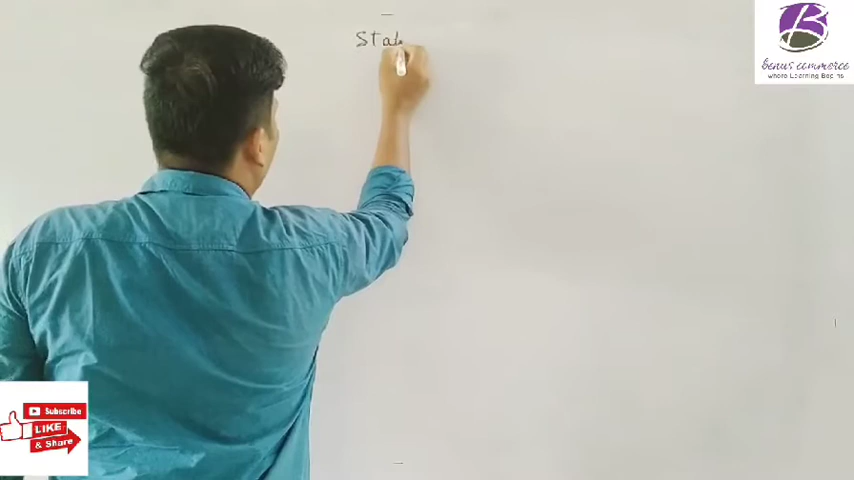 Stat
benus commerce
where Learning Begins
Subscribe
LIKE
& Share